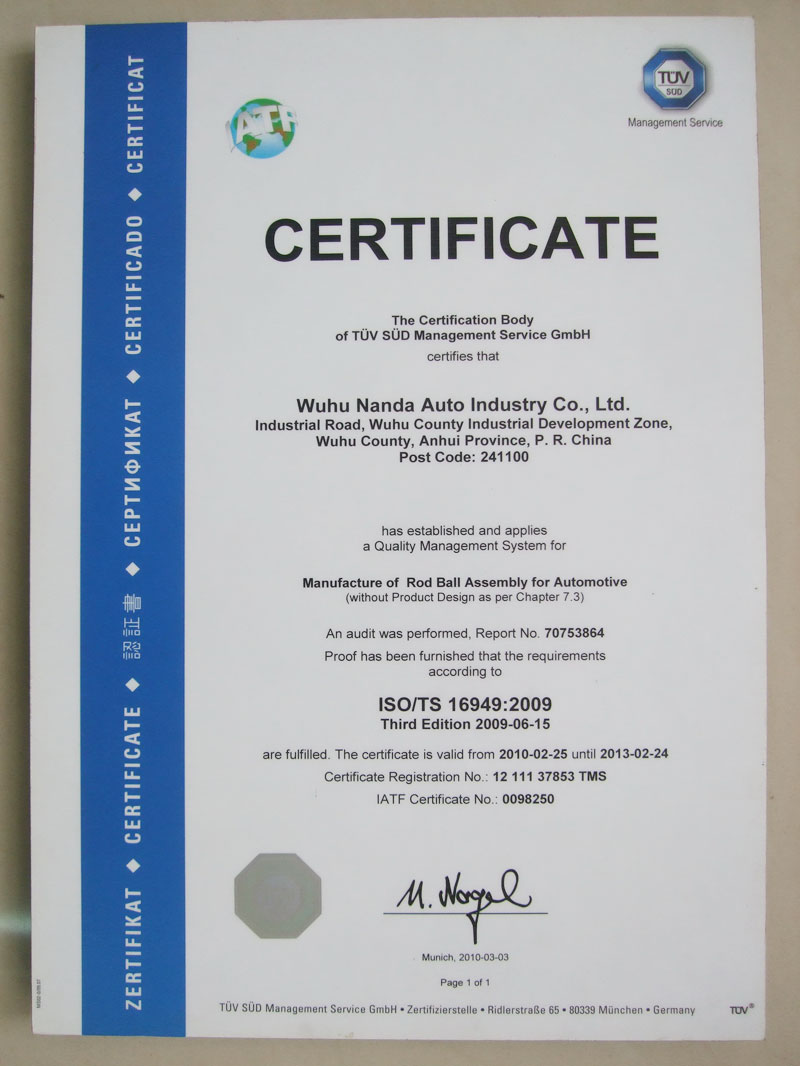 IATF
TÜV
SÜD
Management Service
CERTIFICATE
The Certification Body
of TÜV SÜD Management Service GmbH
certifies that
Wuhu Nanda Auto Industry Co., Ltd.
Industrial Road, Wuhu County Industrial Development Zone,
Wuhu County, Anhui Province, P. R. China
Post Code: 241100
has established and applies
a Quality Management System for
Manufacture of Rod Ball Assembly for Automotive
(without Product Design as per Chapter 7.3)
An audit was performed, Report No. 70753864
Proof has been furnished that the requirements
according to
ISO/TS 16949:2009
Third Edition 2009-06-15
are fulfilled. The certificate is valid from 2010-02-25 until 2013-02-24
Certificate Registration No.: 12 111 37853 TMS
IATF Certificate No.: 0098250
M. Nagel
Munich, 2010-03-03
Page 1 of 1
TÜV SÜD Management Service GmbH • Zertifizierstelle • Ridlerstraße 65 • 80339 München • Germany
TÜV®
ZERTIFIKAT ◆ CERTIFICATE ◆ 認証書 ◆ СЕРТИФИКАТ ◆ CERTIFICADO ◆ CERTIFICAT